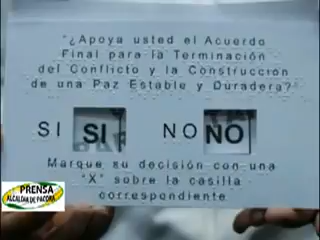 "¿Apoya usted el Acuerdo
Final para la Terminación
del Conflicto y la Construcción
de una Paz Estable y Duradera?"
SI SI NO NO
Marque su decisión con una
"X" sobre la casilla
correspondiente
PRENSA
ALCALDIA DE PACORA